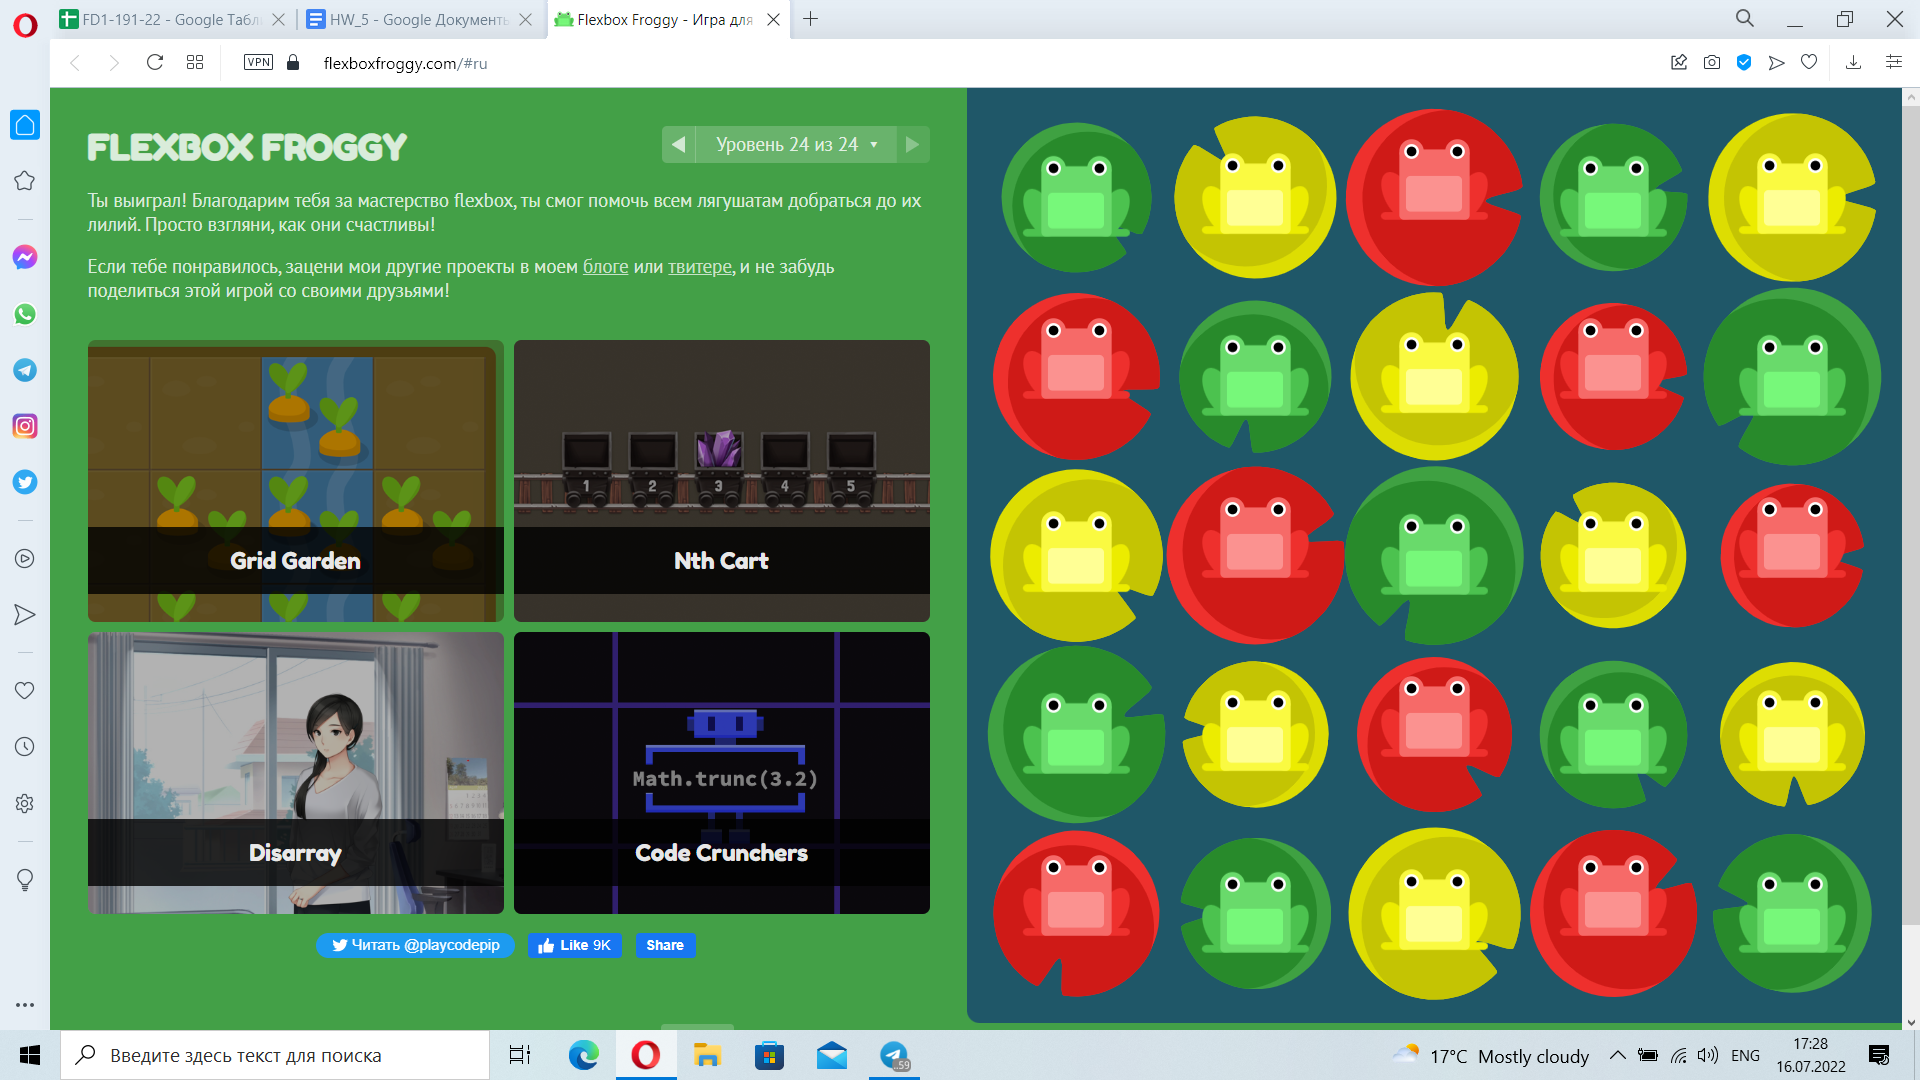 FD1-191-22 - Google Табл
HW_5 - Google Документы
Flexbox Froggy - Игра для
VPN
flexboxfroggy.com/#ru
FLEXBOX FROGGY
Уровень 24 из 24
Ты выиграл! Благодарим тебя за мастерство flexbox, ты смог помочь всем лягушатам добраться до их
лилий. Просто взгляни, как они счастливы!
Если тебе понравилось, зацени мои другие проекты в моем блоге или твитере, и не забудь
поделиться этой игрой со своими друзьями!
1 2 3 4 5
Grid Garden
Nth Cart
Math.trunc(3.2)
Disarray
Code Crunchers
Читать @playcodepip
Like 9K
Share
Введите здесь текст для поиска
..59
17°C Mostly cloudy
ENG
17:28
16.07.2022